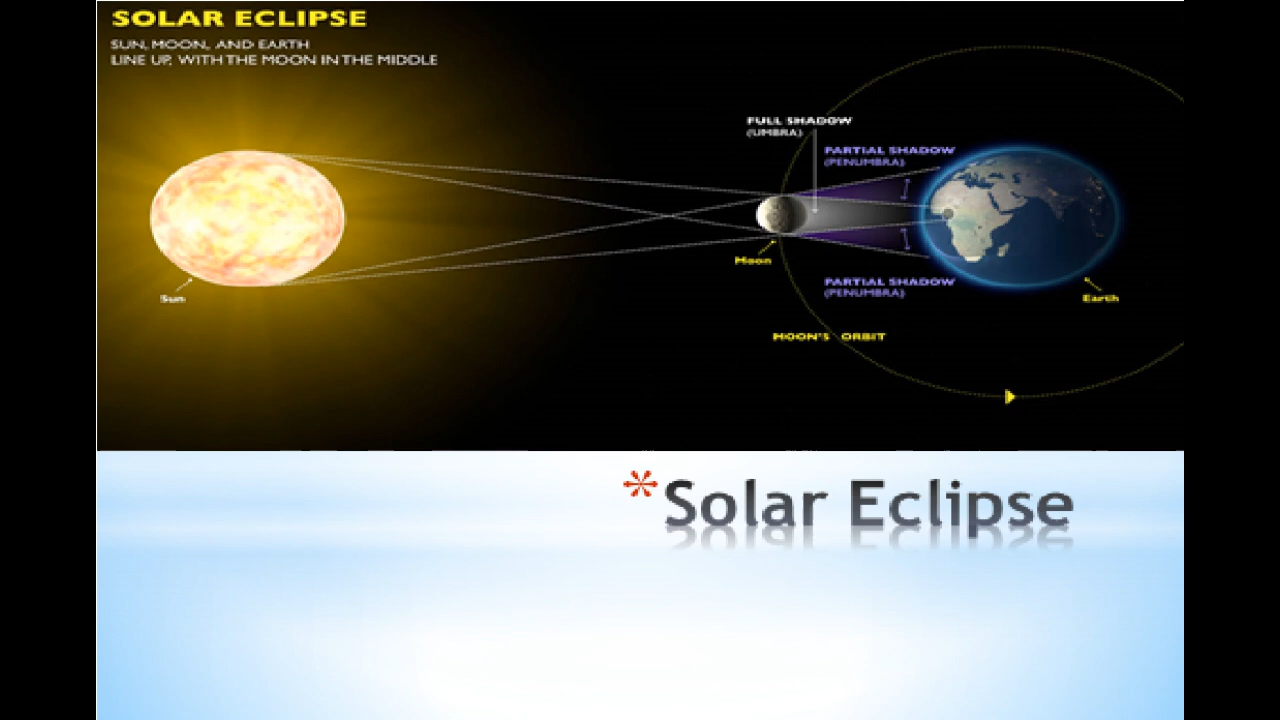 SOLAR ECLIPSE
SUN, MOON, AND EARTH
LINE UP, WITH THE MOON IN THE MIDDLE
FULL SHADOW
(UMBRA)
PARTIAL SHADOW
(PENUMBRA)
Moon
Sun
PARTIAL SHADOW
(PENUMBRA)
Earth
MOON'S ORBIT
*Solar Eclipse